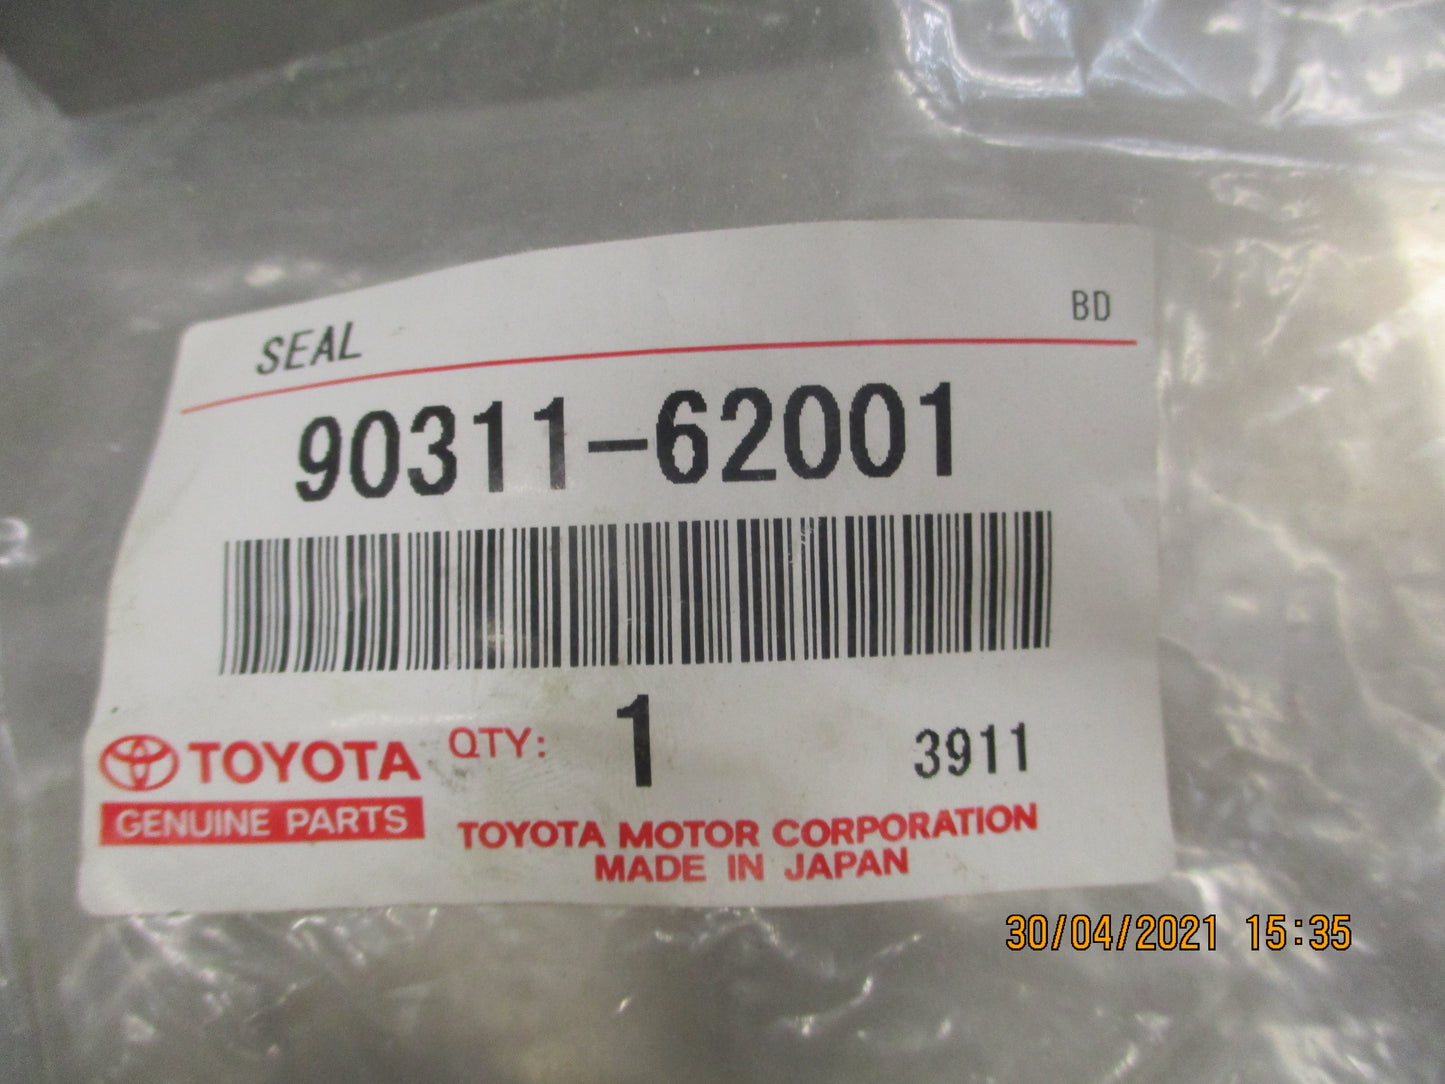 SEAL BD
90311-62001
TOYOTA QTY: 1 3911
GENUINE PARTS
TOYOTA MOTOR CORPORATION
MADE IN JAPAN
30/04/2021 15:35